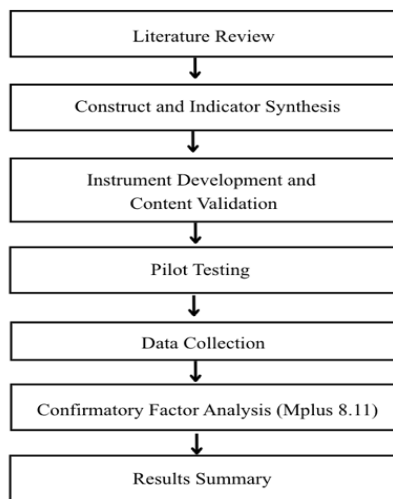 Literature Review
Construct and Indicator Synthesis
Instrument Development and
Content Validation
Pilot Testing
Data Collection
Confirmatory Factor Analysis (Mplus 8.11)
Results Summary